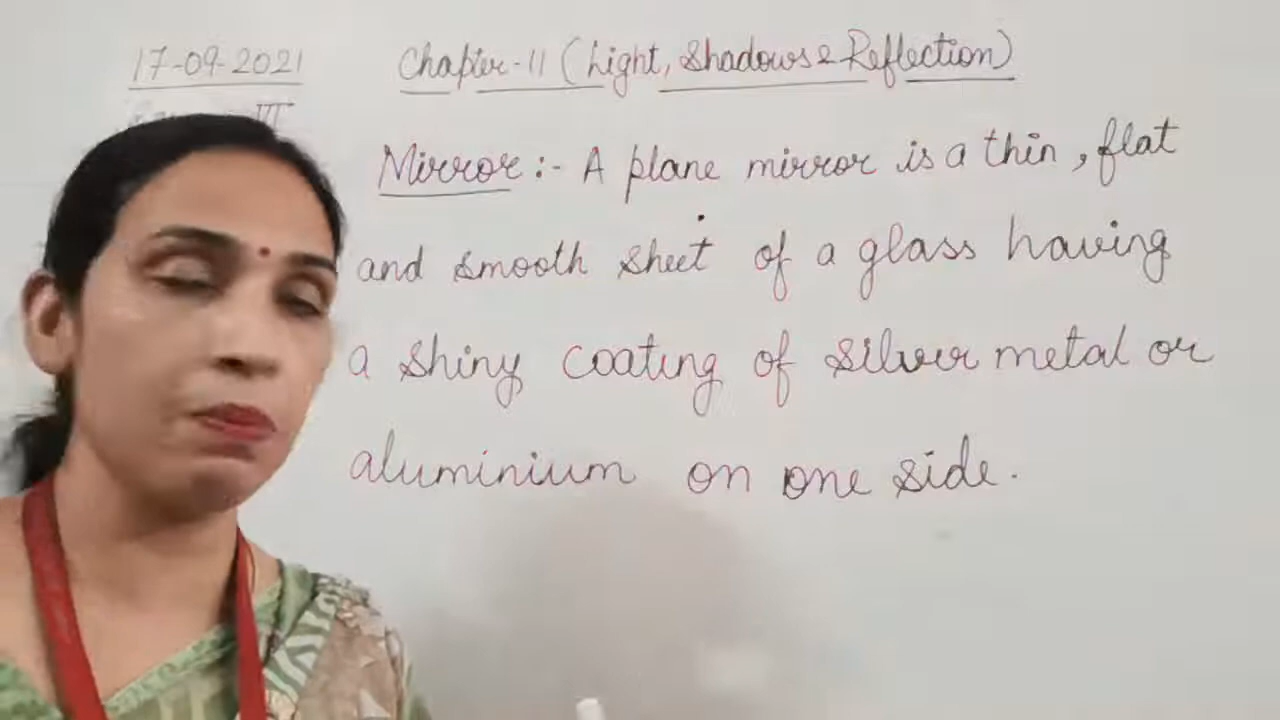 17-09-2021
Chapter-11 (Light, Shadows & Reflection)
III
Mirror :- A plane mirror is a thin, flat
and smooth sheet of a glass having
a shiny coating of silver metal or
aluminium on one side.